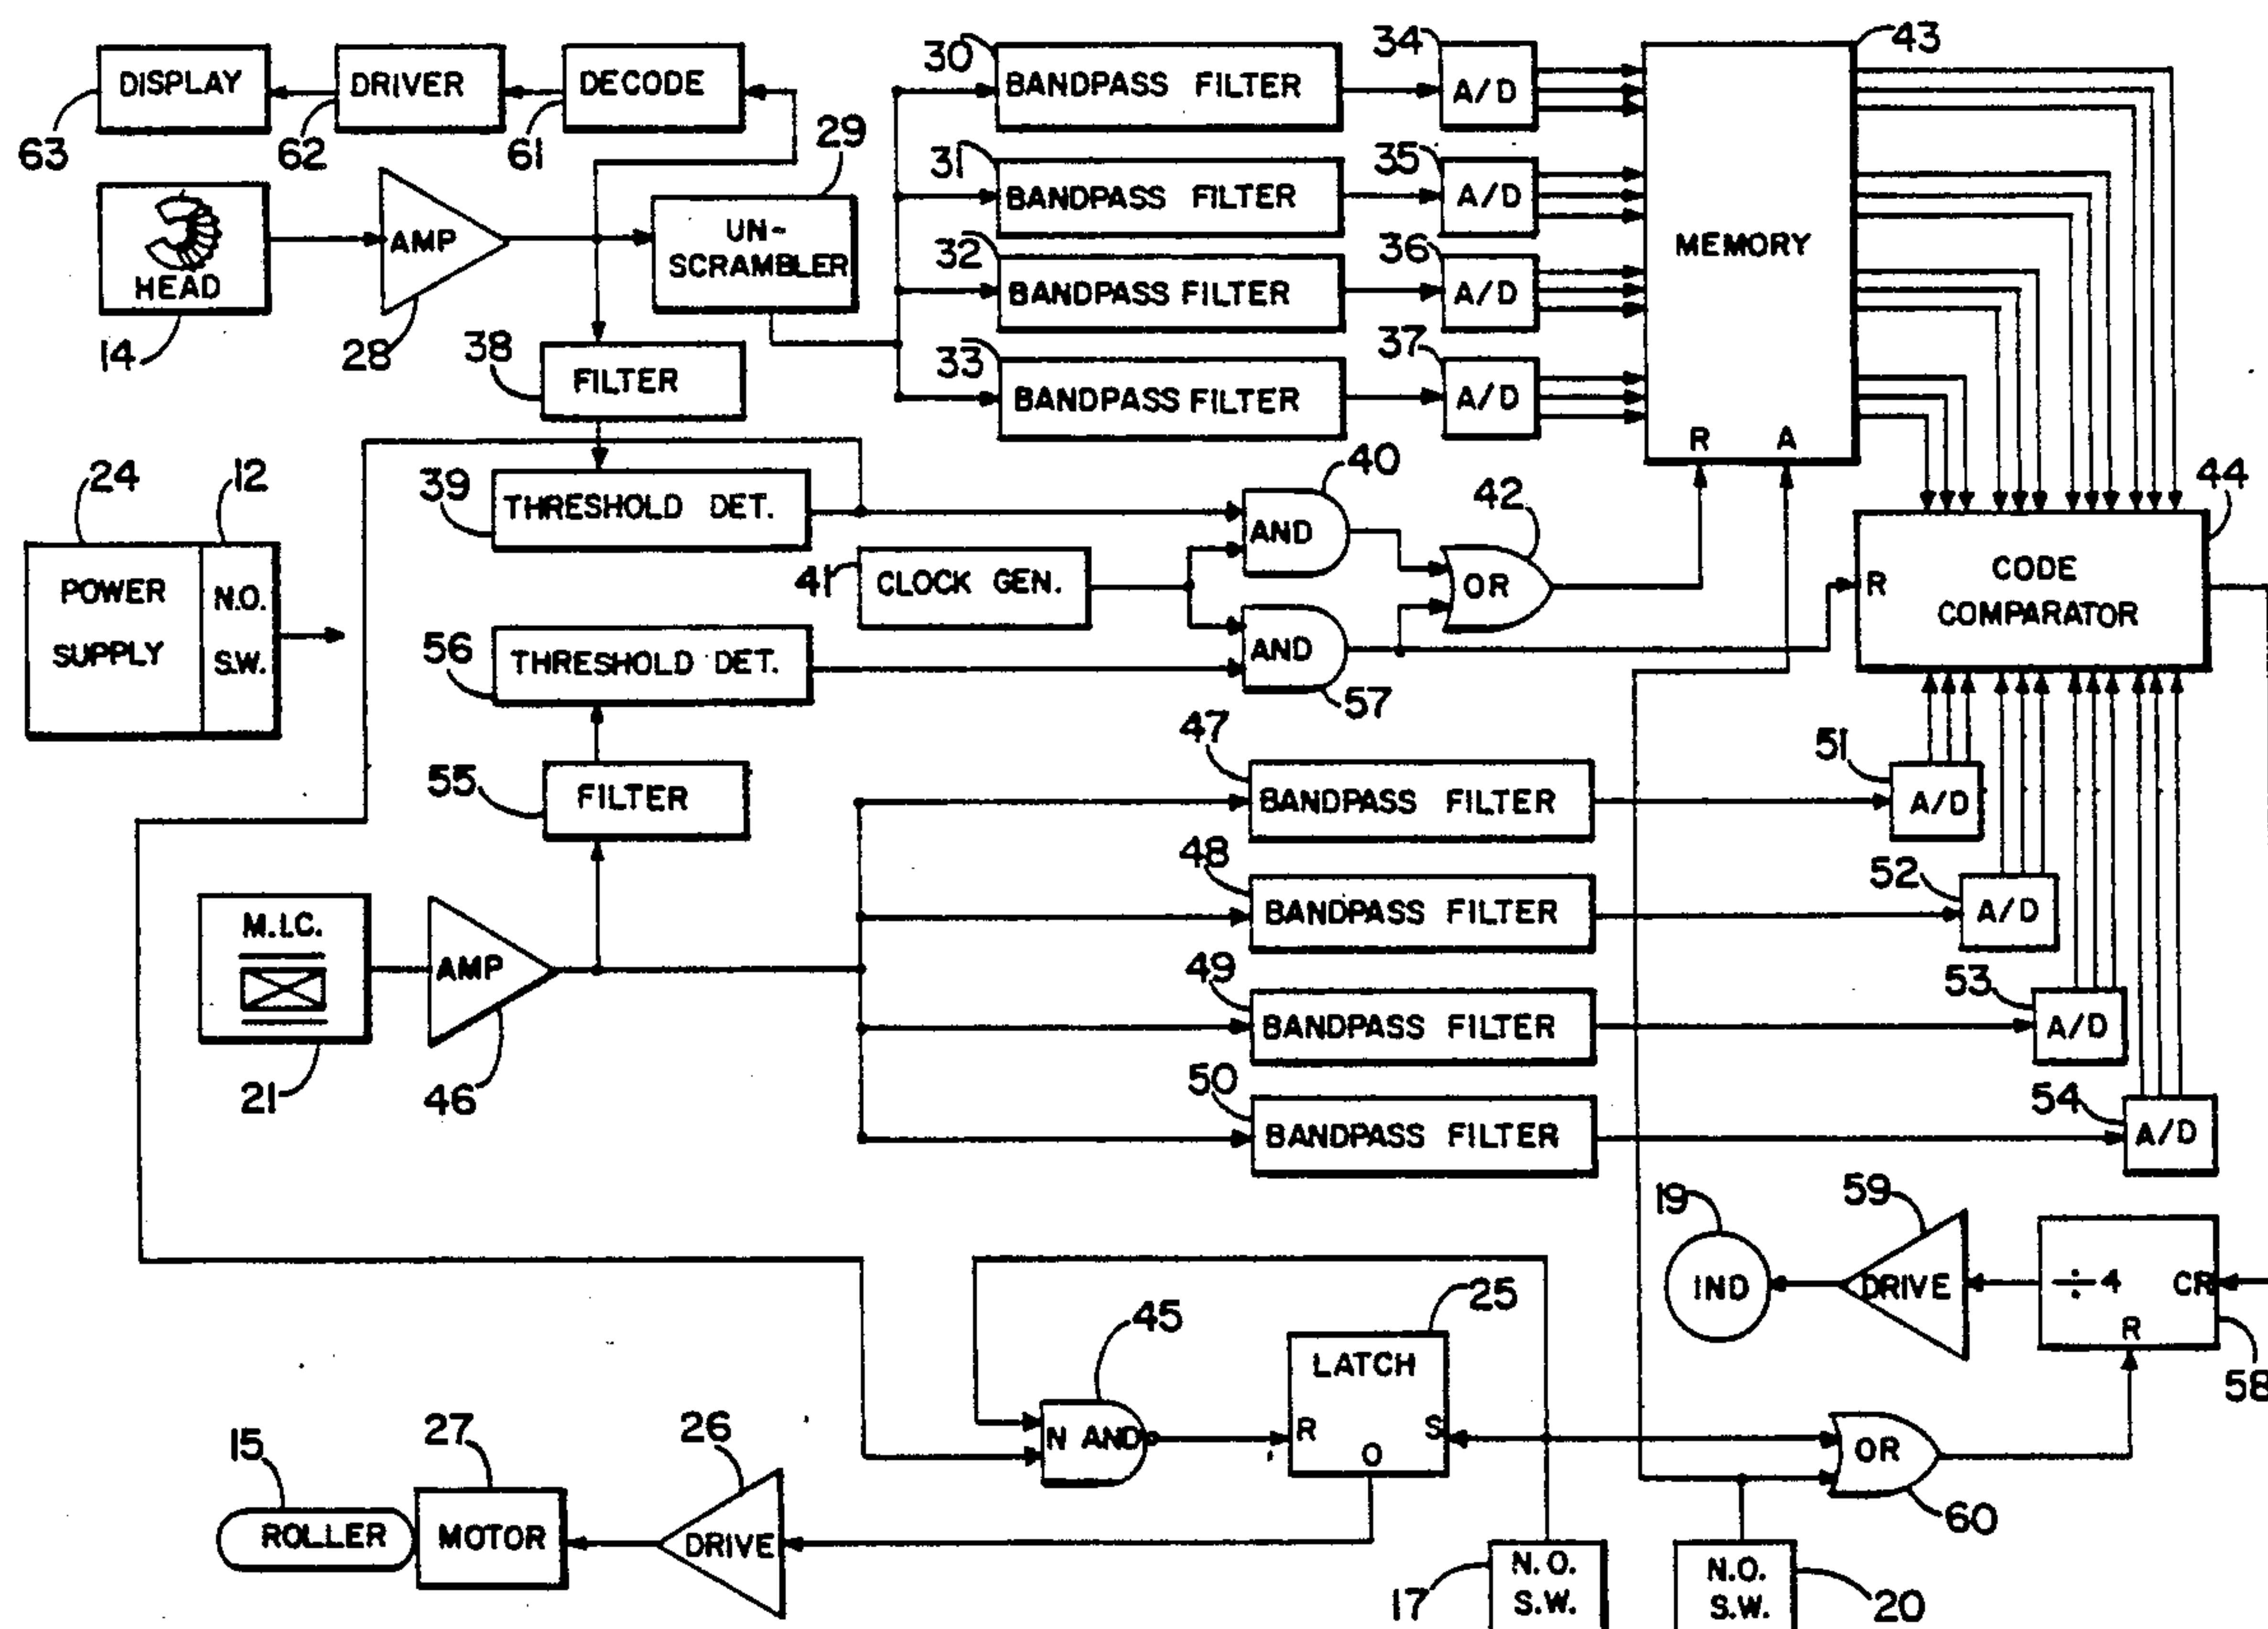 30
34
43
DISPLAY
DRIVER
DECODE
BANDPASS FILTER
A/D
63
62
61
29
31
35
BANDPASS FILTER
A/D
HEAD
AMP
UN-
SCRAMBLER
MEMORY
32
36
BANDPASS FILTER
A/D
14
28
38
33
37
FILTER
BANDPASS FILTER
A/D
R A
24
12
39
THRESHOLD DET.
40
42
44
AND
POWER
SUPPLY
N.O.
S.W.
41
CLOCK GEN.
OR
R
CODE
COMPARATOR
56
THRESHOLD DET.
AND
57
47
51
55
FILTER
BANDPASS FILTER
A/D
48
52
M.I.C.
BANDPASS FILTER
A/D
AMP
49
53
BANDPASS FILTER
A/D
21
46
50
54
BANDPASS FILTER
A/D
19
59
IND
DRIVE
÷4
CR
R
58
45
25
LATCH
N AND
R
S
O
OR
60
15
27
26
ROLLER
MOTOR
DRIVE
17
N.O.
S.W.
N.O.
S.W.
20